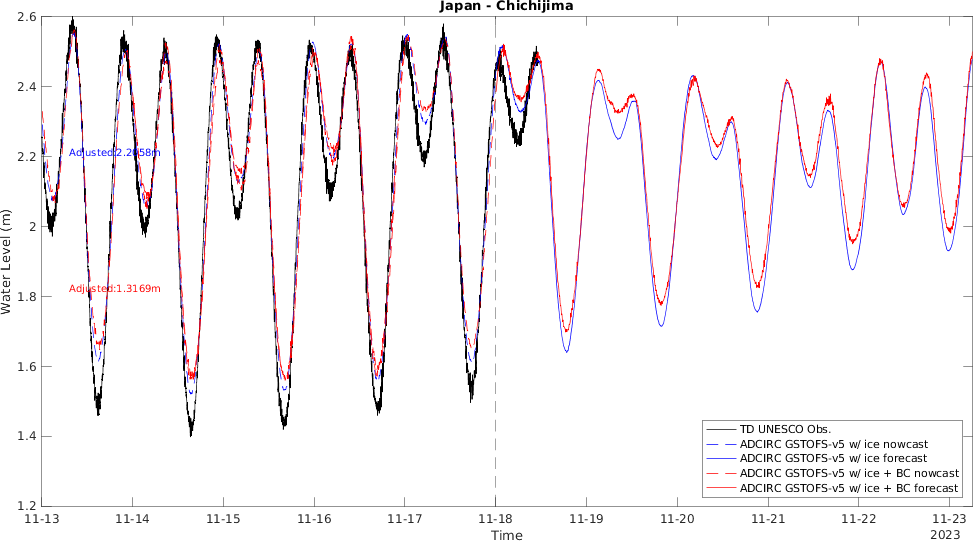 Japan - Chichijima
2.6
2.4
2.2
2
1.8
1.6
1.4
1.2
Water Level (m)
Adjusted:2.2058m
Adjusted:1.3169m
TD UNESCO Obs.
ADCIRC GSTOFS-v5 w/ ice nowcast
ADCIRC GSTOFS-v5 w/ ice forecast
ADCIRC GSTOFS-v5 w/ ice + BC nowcast
ADCIRC GSTOFS-v5 w/ ice + BC forecast
11-13 11-14 11-15 11-16 11-17 11-18 11-19 11-20 11-21 11-22 11-23
Time
2023